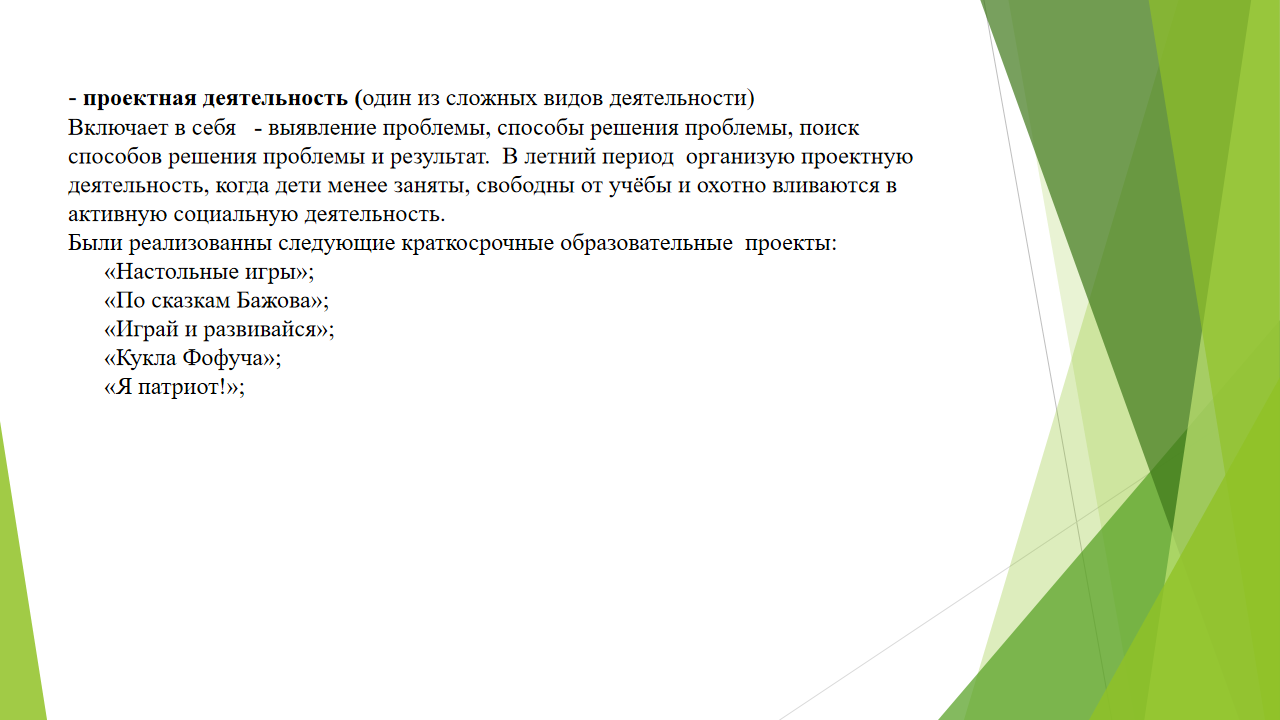 - проектная деятельность (один из сложных видов деятельности)
Включает в себя - выявление проблемы, способы решения проблемы, поиск
способов решения проблемы и результат. В летний период организую проектную
деятельность, когда дети менее заняты, свободны от учёбы и охотно вливаются в
активную социальную деятельность.
Были реализованны следующие краткосрочные образовательные проекты:
«Настольные игры»;
«По сказкам Бажова»;
«Играй и развивайся»;
«Кукла Фофуча»;
«Я патриот!»;